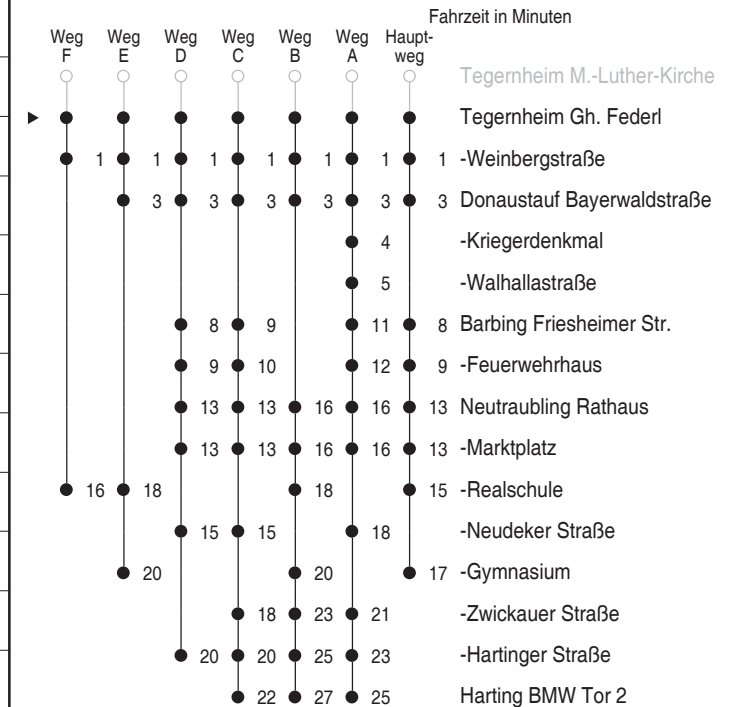 Fahrzeit in Minuten
Weg F Weg E Weg D Weg C Weg B Weg A Haupt-weg
Tegernheim M.-Luther-Kirche
Tegernheim Gh. Federl
1 1 1 1 1 1 1 -Weinbergstraße
3 3 3 3 3 3 Donaustauf Bayerwaldstraße
4 -Kriegerdenkmal
5 -Walhallastraße
8 9 11 8 Barbing Friesheimer Str.
9 10 12 9 -Feuerwehrhaus
13 13 16 16 13 Neutraubling Rathaus
13 13 16 16 13 -Marktplatz
16 18 18 15 -Realschule
15 15 18 -Neudeker Straße
20 20 17 -Gymnasium
18 23 21 -Zwickauer Straße
20 20 25 23 -Hartinger Straße
22 27 25 Harting BMW Tor 2